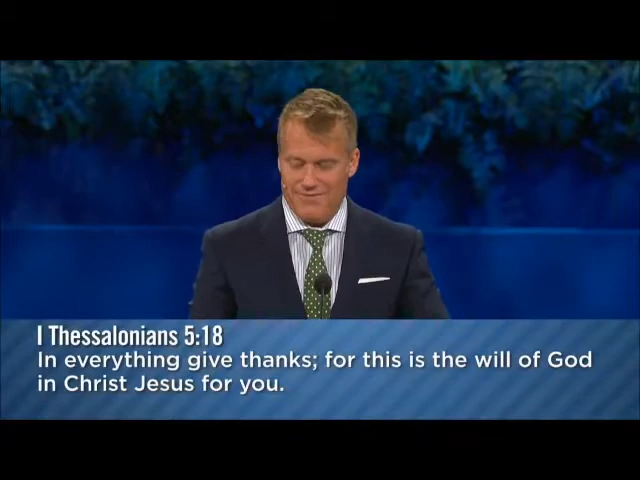 I Thessalonians 5:18
In everything give thanks; for this is the will of God
in Christ Jesus for you.